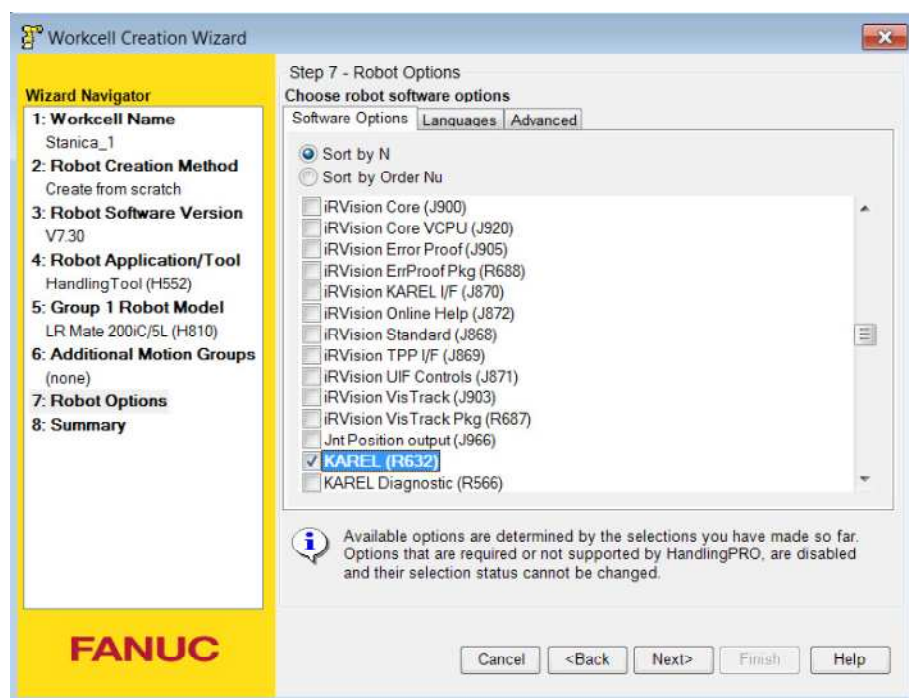 Workcell Creation Wizard
Wizard Navigator
1: Workcell Name
Stanica_1
2: Robot Creation Method
Create from scratch
3: Robot Software Version
V7.30
4: Robot Application/Tool
HandlingTool (H552)
5: Group 1 Robot Model
LR Mate 200iC/5L (H810)
6: Additional Motion Groups
(none)
7: Robot Options
8: Summary
FANUC
Step 7 - Robot Options
Choose robot software options
Software Options Languages Advanced
Sort by N
Sort by Order Nu
iRVision Core (J900)
iRVision Core VCPU (J920)
iRVision Error Proof (J905)
iRVision ErrProof Pkg (R688)
iRVision KAREL I/F (J870)
iRVision Online Help (J872)
iRVision Standard (J868)
iRVision TPP I/F (J869)
iRVision UIF Controls (J871)
iRVision VisTrack (J903)
iRVision VisTrack Pkg (R687)
Jnt Position output (J966)
KAREL (R632)
KAREL Diagnostic (R566)
Available options are determined by the selections you have made so far.
Options that are required or not supported by HandlingPRO, are disabled
and their selection status cannot be changed.
Cancel <Back Next> Finish Help